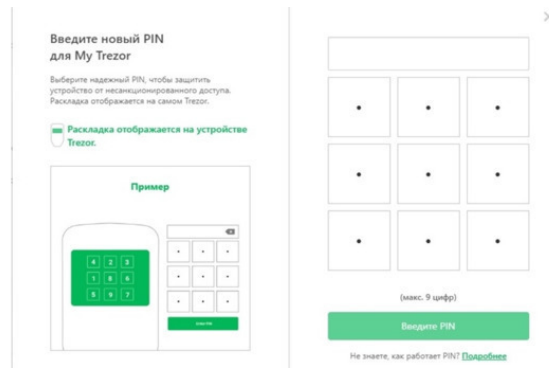 Введите новый PIN
для My Trezor
Выберите надежный PIN, чтобы защитить
устройство от несанкционированного доступа.
Раскладка отображается на самом Trezor.
Раскладка отображается на устройстве
Trezor.
Пример
4 2 3
1 8 6
5 9 7
(макс. 9 цифр)
Введите PIN
Не знаете, как работает PIN? Подробнее